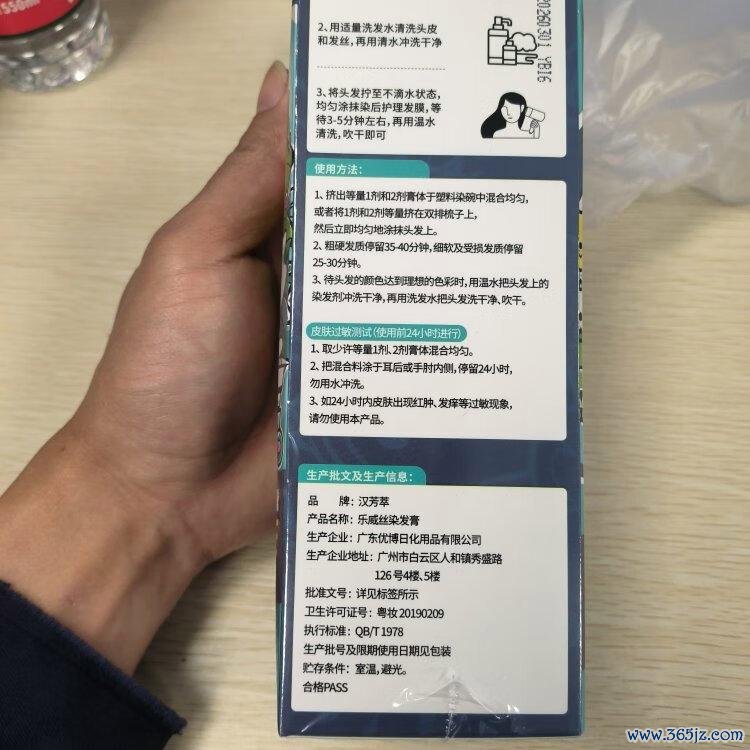 550ml
20260301 YB16
2、用适量洗发水清洗头皮
和发丝，再用清水冲洗干净
3、将头发拧至不滴水状态，
均匀涂抹染后护理发膜，等
待3-5分钟左右，再用温水
清洗，吹干即可
使用方法：
1、挤出等量1剂和2剂膏体于塑料染碗中混合均匀，
或者将1剂和2剂等量挤在双排梳子上，
然后立即均匀地涂抹头发上。
2、粗硬发质停留35-40分钟，细软及受损发质停留
25-30分钟。
3、待头发的颜色达到理想的色彩时，用温水把头发上的
染发剂冲洗干净，再用洗发水把头发洗干净、吹干。
皮肤过敏测试（使用前24小时进行）
1、取少许等量1剂、2剂膏体混合均匀。
2、把混合料涂于耳后或手肘内侧，停留24小时，
勿用水冲洗。
3、如24小时内皮肤出现红肿、发痒等过敏现象，
请勿使用本产品。
生产批文及生产信息：
品 牌：汉芳萃
产品名称：乐威丝染发膏
生产企业：广东优博日化用品有限公司
生产企业地址：广州市白云区人和镇秀盛路
126号4楼、5楼
批准文号：详见标签所示
卫生许可证号：粤妆20190209
执行标准：QB/T 1978
生产批号及限期使用日期见包装
贮存条件：室温，避光。
合格PASS
www.365jz.com